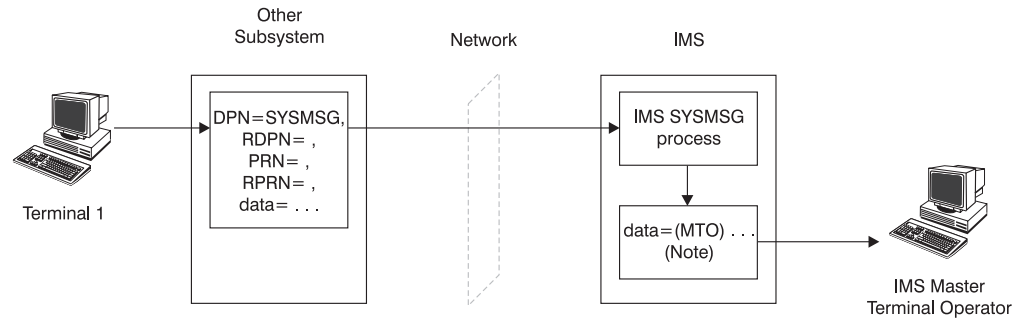 Other
Subsystem
Network
IMS
DPN=SYSMSG,
RDPN= ,
PRN= ,
RPRN= ,
data= . . .
IMS SYSMSG
process
Terminal 1
data=(MTO) . . .
(Note)
IMS Master
Terminal Operator